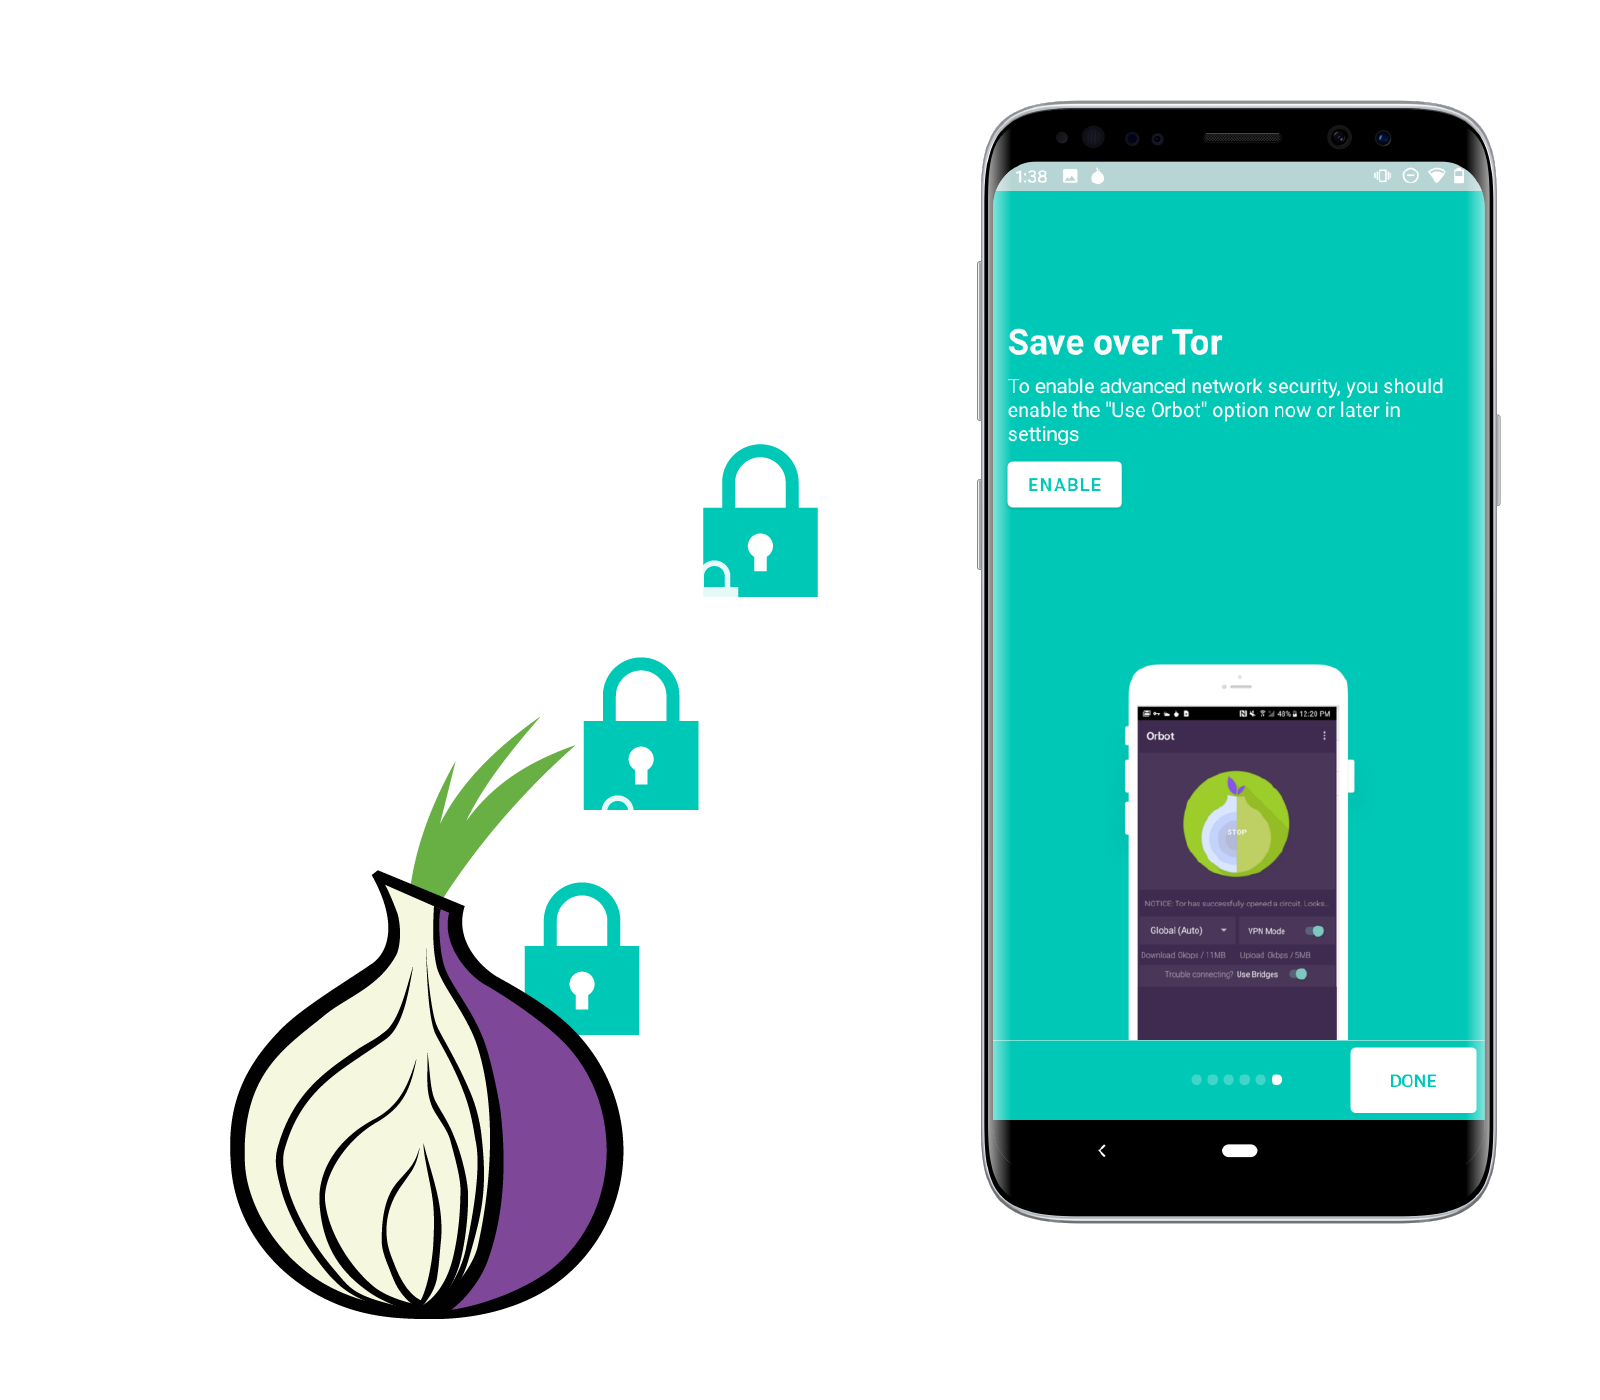 1:38
Save over Tor
To enable advanced network security, you should
enable the "Use Orbot" option now or later in
settings
ENABLE
48% 12:20 PM
Orbot
STOP
NOTICE: Tor has successfully opened a circuit. Looks...
Global (Auto) VPN Mode
Download 0kbps / 11MB Upload 0kbps / 5MB
Trouble connecting? Use Bridges
DONE